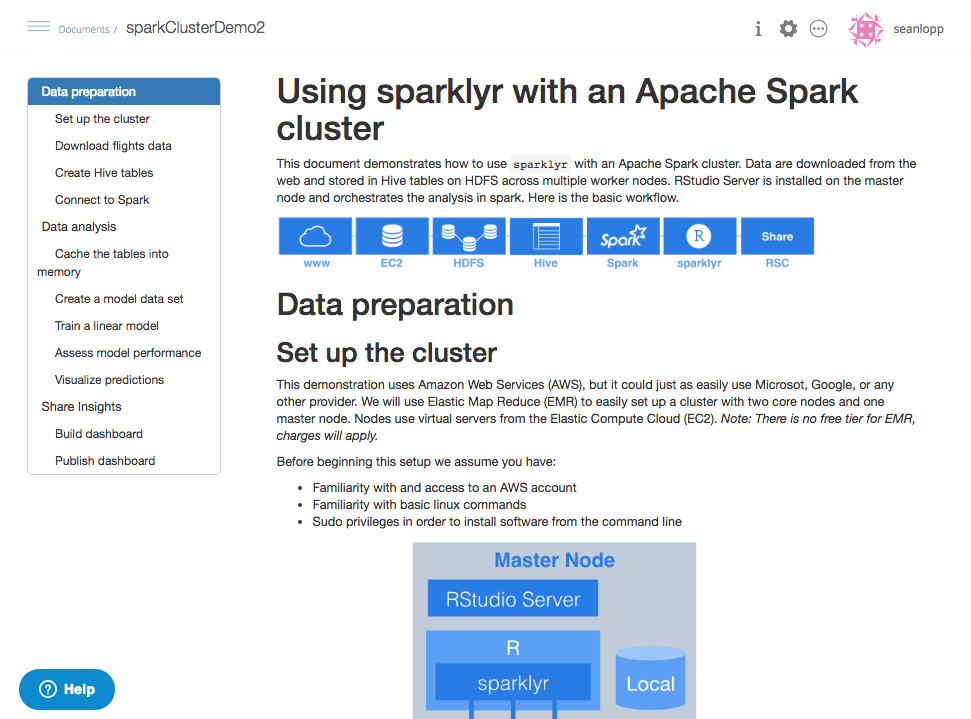 Documents / sparkClusterDemo2
seanlopp
Data preparation
Set up the cluster
Download flights data
Create Hive tables
Connect to Spark
Data analysis
Cache the tables into
memory
Create a model data set
Train a linear model
Assess model performance
Visualize predictions
Share Insights
Build dashboard
Publish dashboard
Using sparklyr with an Apache Spark
cluster
This document demonstrates how to use sparklyr with an Apache Spark cluster. Data are downloaded from the
web and stored in Hive tables on HDFS across multiple worker nodes. RStudio Server is installed on the master
node and orchestrates the analysis in spark. Here is the basic workflow.
Spark R Share
www EC2 HDFS Hive Spark sparklyr RSC
Data preparation
Set up the cluster
This demonstration uses Amazon Web Services (AWS), but it could just as easily use Microsot, Google, or any
other provider. We will use Elastic Map Reduce (EMR) to easily set up a cluster with two core nodes and one
master node. Nodes use virtual servers from the Elastic Compute Cloud (EC2). Note: There is no free tier for EMR,
charges will apply.
Before beginning this setup we assume you have:
• Familiarity with and access to an AWS account
• Familiarity with basic linux commands
• Sudo privileges in order to install software from the command line
Master Node
RStudio Server
R
sparklyr
Local
? Help